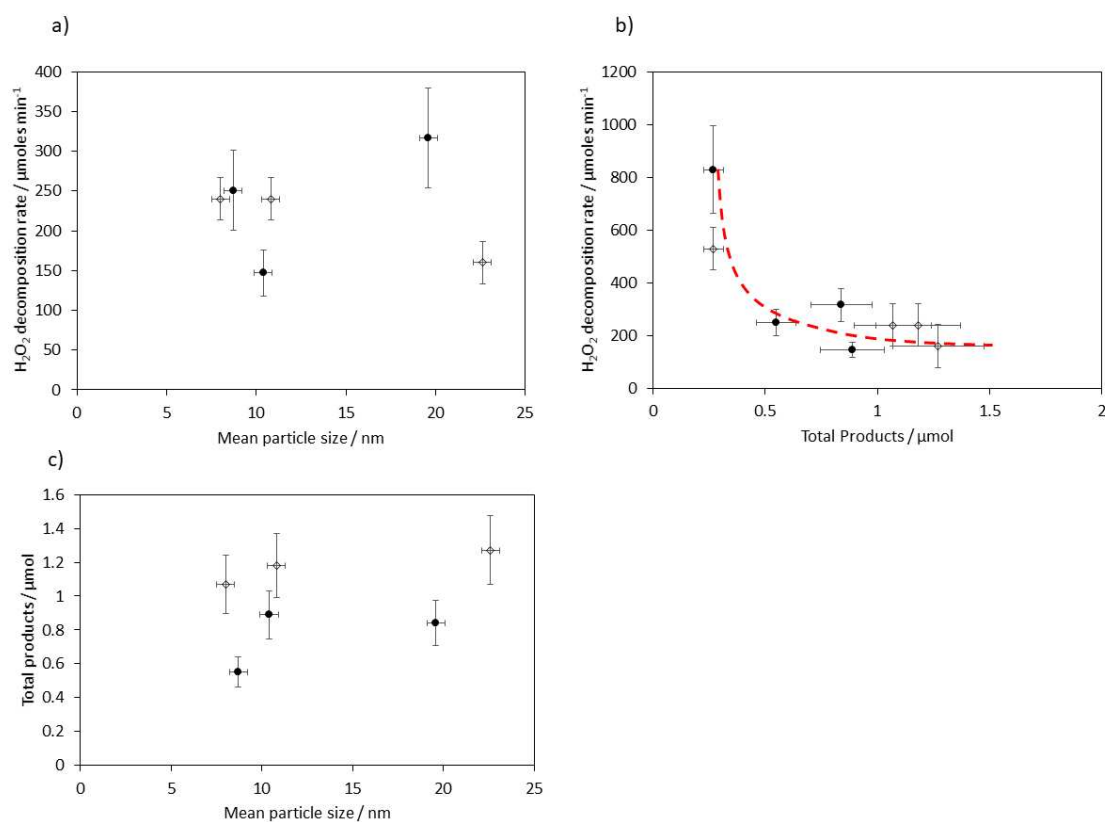 a)
H₂O₂ decomposition rate / µmoles min⁻¹
400
350
300
250
200
150
100
50
0
0 5 10 15 20 25
Mean particle size / nm
b)
H₂O₂ decomposition rate / µmoles min⁻¹
1200
1000
800
600
400
200
0
0 0.5 1 1.5 2
Total Products / µmol
c)
Total products / µmol
1.6
1.4
1.2
1
0.8
0.6
0.4
0.2
0
0 5 10 15 20 25
Mean particle size / nm